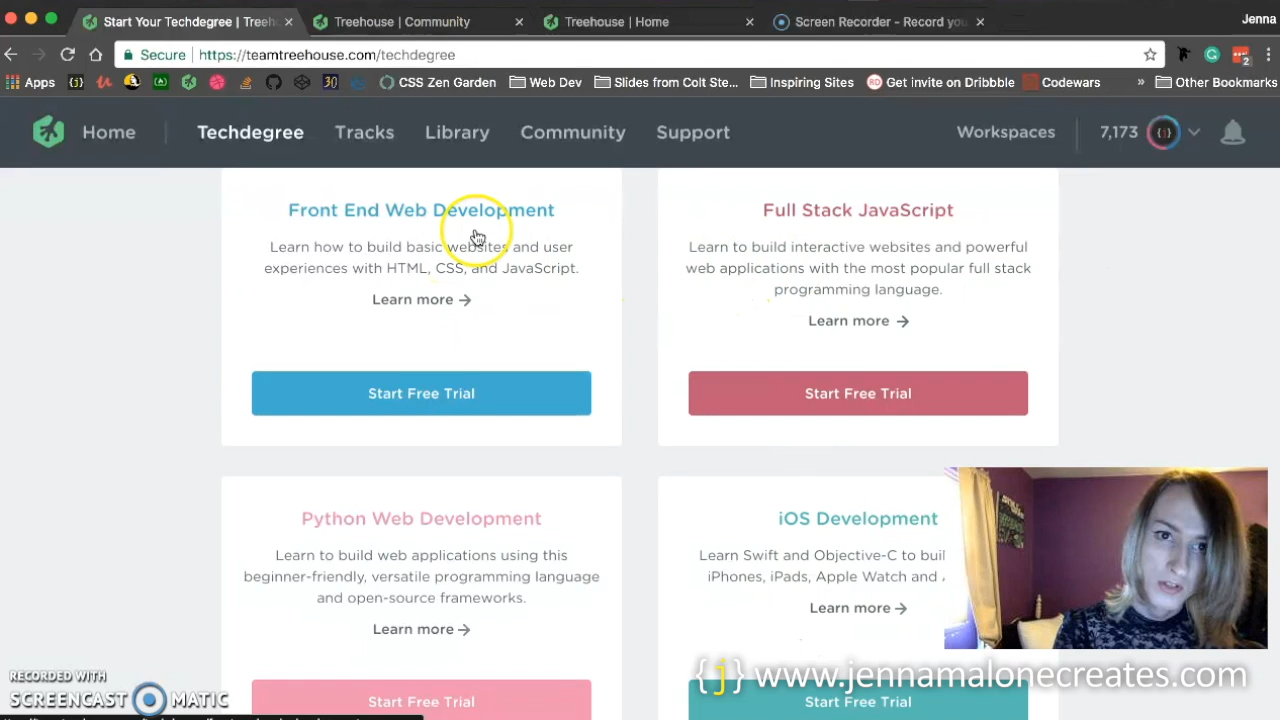 Start Your Techdegree | Treeh
Treehouse | Community
Treehouse | Home
Screen Recorder - Record you
Jenna
Secure
https://teamtreehouse.com/techdegree
2
Apps
CSS Zen Garden
Web Dev
Slides from Colt Ste...
Inspiring Sites
RD Get invite on Dribbble
Codewars
»
Other Bookmarks
Home
Techdegree
Tracks
Library
Community
Support
Workspaces
7,173
Front End Web Development
Learn how to build basic websites and user
experiences with HTML, CSS, and JavaScript.
Learn more →
Start Free Trial
Full Stack JavaScript
Learn to build interactive websites and powerful
web applications with the most popular full stack
programming language.
Learn more →
Start Free Trial
Python Web Development
Learn to build web applications using this
beginner-friendly, versatile programming language
and open-source frameworks.
Learn more →
Start Free Trial
iOS Development
Learn Swift and Objective-C to buil
iPhones, iPads, Apple Watch and
Learn more →
Start Free Trial
RECORDED WITH
SCREENCAST MATIC
{j} www.jennamalonecreates.com